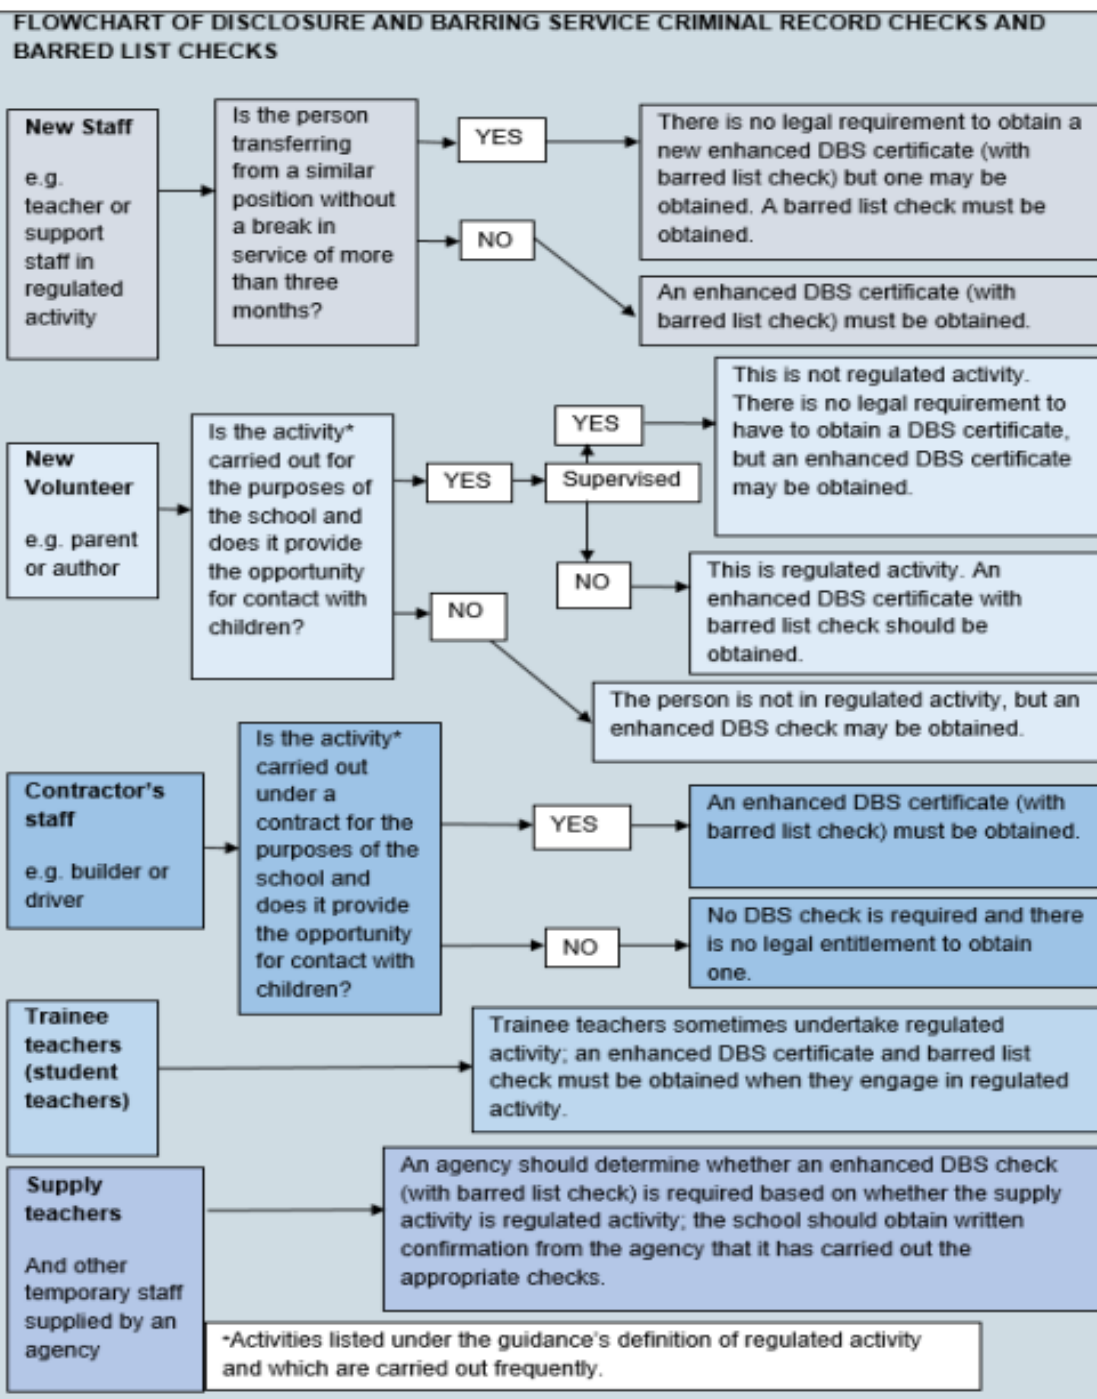 FLOWCHART OF DISCLOSURE AND BARRING SERVICE CRIMINAL RECORD CHECKS AND
BARRED LIST CHECKS
New Staff
e.g.
teacher or
support
staff in
regulated
activity
Is the person
transferring
from a similar
position without
a break in
service of more
than three
months?
YES
There is no legal requirement to obtain a
new enhanced DBS certificate (with
barred list check) but one may be
obtained. A barred list check must be
obtained.
NO
An enhanced DBS certificate (with
barred list check) must be obtained.
New
Volunteer
e.g. parent
or author
Is the activity*
carried out for
the purposes of
the school and
does it provide
the opportunity
for contact with
children?
YES
Supervised
YES
This is not regulated activity.
There is no legal requirement to
have to obtain a DBS certificate,
but an enhanced DBS certificate
may be obtained.
NO
This is regulated activity. An
enhanced DBS certificate with
barred list check should be
obtained.
NO
The person is not in regulated activity, but an
enhanced DBS check may be obtained.
Contractor's
staff
e.g. builder or
driver
Is the activity*
carried out
under a
contract for the
purposes of the
school and
does it provide
the opportunity
for contact with
children?
YES
An enhanced DBS certificate (with
barred list check) must be obtained.
NO
No DBS check is required and there
is no legal entitlement to obtain
one.
Trainee
teachers
(student
teachers)
Trainee teachers sometimes undertake regulated
activity; an enhanced DBS certificate and barred list
check must be obtained when they engage in regulated
activity.
Supply
teachers
And other
temporary staff
supplied by an
agency
An agency should determine whether an enhanced DBS check
(with barred list check) is required based on whether the supply
activity is regulated activity; the school should obtain written
confirmation from the agency that it has carried out the
appropriate checks.
*Activities listed under the guidance's definition of regulated activity
and which are carried out frequently.